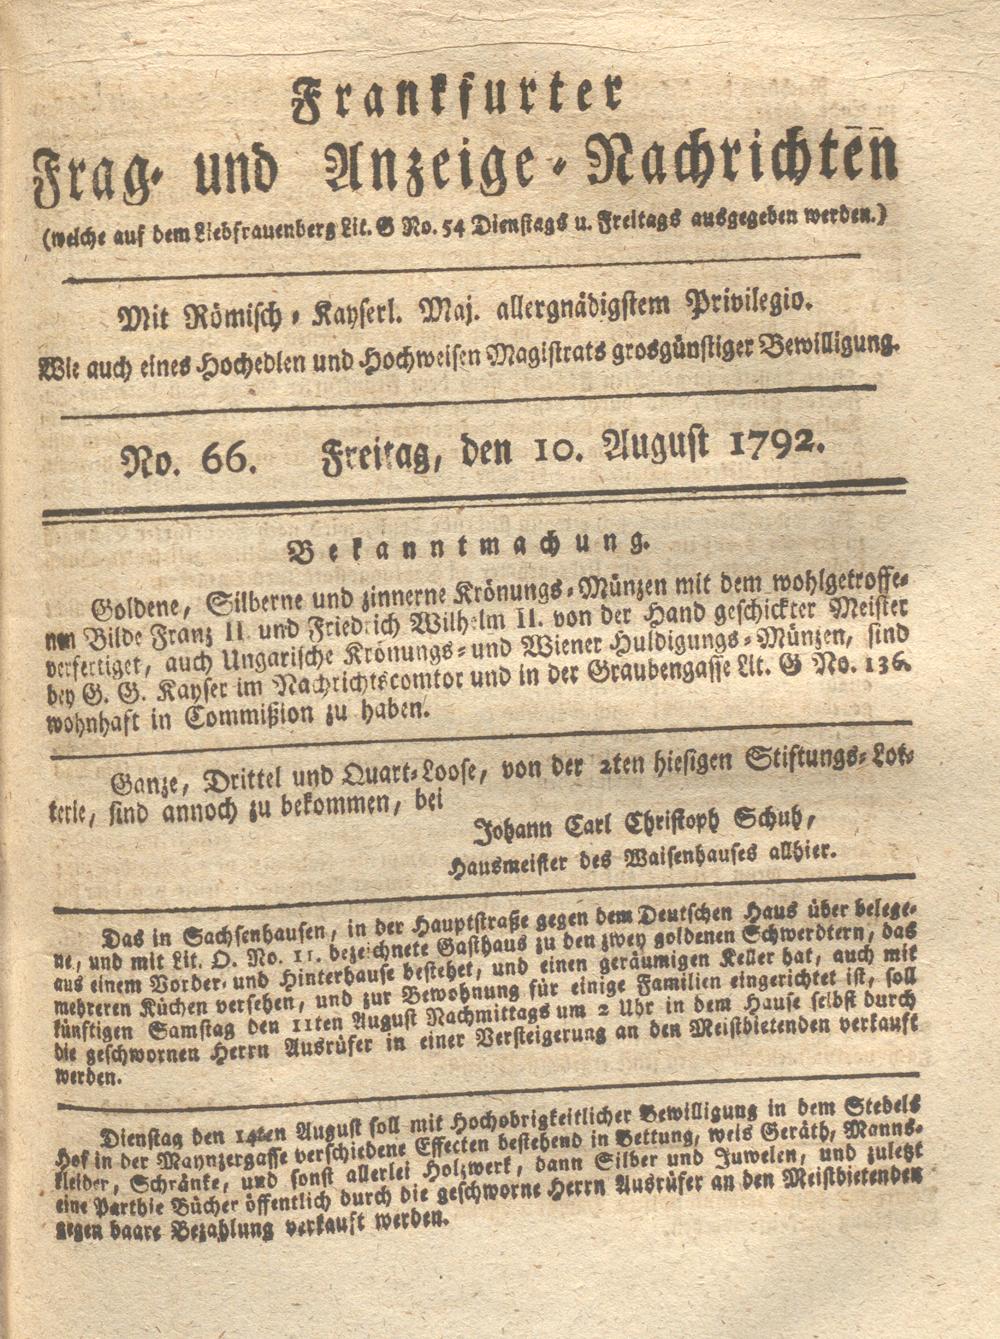 Frankfurter
Frag- und Anzeige-Nachrichten̅
(welche auf dem Liebfrauenberg Lit. G No. 54 Dienstags u. Freitags ausgegeben werden.)
Mit Römisch-Kayserl. Maj. allergnädigstem Privilegio.
Wie auch eines Hochedlen und Hochweisen Magistrats grosgünstiger Bewilligung.
No. 66. Freitag, den 10. August 1792.
Bekanntmachung.
Goldene, Silberne und zinnerne Krönungs-Münzen mit dem wohlgetroffe-
nen Bilde Franz II. und Friedrich Wilhelm II. von der Hand geschickter Meister
verfertiget, auch Ungarische Krönungs- und Wiener Huldigungs-Münzen, sind
bey G. G. Kayser im Nachrichtscomtor und in der Graubengasse Lit. G No. 136.
wohnhaft in Commißion zu haben.
Ganze, Drittel und Quart-Loose, von der 2ten hiesigen Stiftungs-Lot-
terie, sind annoch zu bekommen, bei
Johann Carl Christoph Schuh,
Hausmeister des Waisenhauses allhier.
Das in Sachsenhausen, in der Hauptstraße gegen dem Deutschen Haus über belege-
ne, und mit Lit. O. No. 11. bezeichnete Gasthaus zu den zwey goldenen Schwerdtern, das
aus einem Vorder- und Hinterhause bestehet, und einen geräumigen Keller hat, auch mit
mehreren Küchen versehen, und zur Bewohnung für einige Familien eingerichtet ist, soll
künftigen Samstag den 11ten August Nachmittags um 2 Uhr in dem Hause selbst durch
die geschwornen Herrn Ausrüfer in einer Versteigerung an den Meistbietenden verkauft
werden.
Dienstag den 14ten August soll mit Hochobrigkeitlicher Bewilligung in dem Stedels
Hof in der Maynzergasse verschiedene Effecten bestehend in Bettung, weis Geräth, Manns-
kleider, Schränke, und sonst allerlei Holzwerk, dann Silber und Juwelen, und zuletzt
eine Parthie Bücher öffentlich durch die geschworne Herrn Ausrüfer an den Meistbietenden
gegen baare Bezahlung verkauft werden.